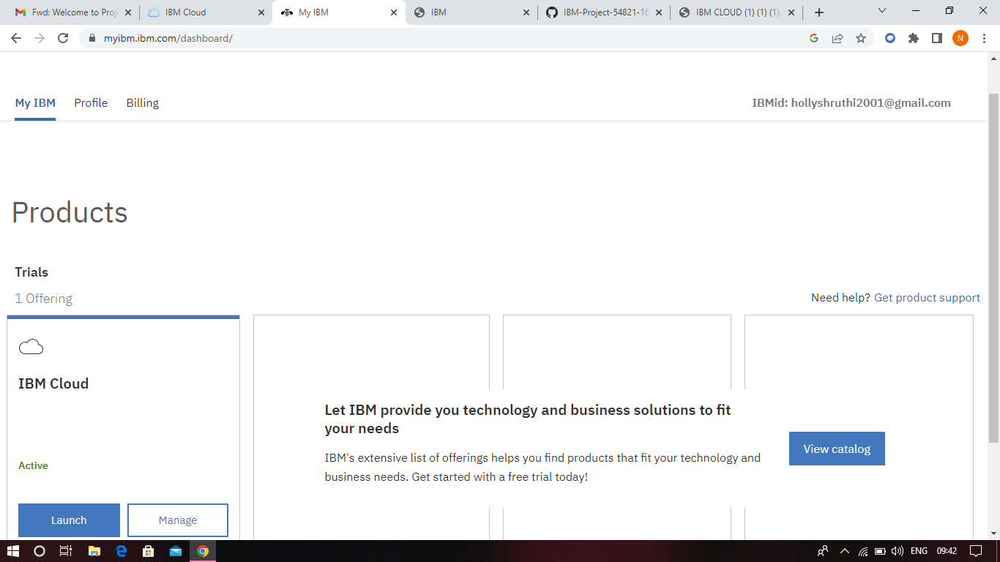 Fwd: Welcome to Proj
IBM Cloud
My IBM
IBM
IBM-Project-54821-16
IBM CLOUD (1) (1) (1)
myibm.ibm.com/dashboard/
N
My IBM
Profile
Billing
IBMid: hollyshruthi2001@gmail.com
Products
Trials
1 Offering
Need help? Get product support
IBM Cloud
Active
Launch
Manage
Let IBM provide you technology and business solutions to fit
your needs
IBM's extensive list of offerings helps you find products that fit your technology and
business needs. Get started with a free trial today!
View catalog
ENG
09:42